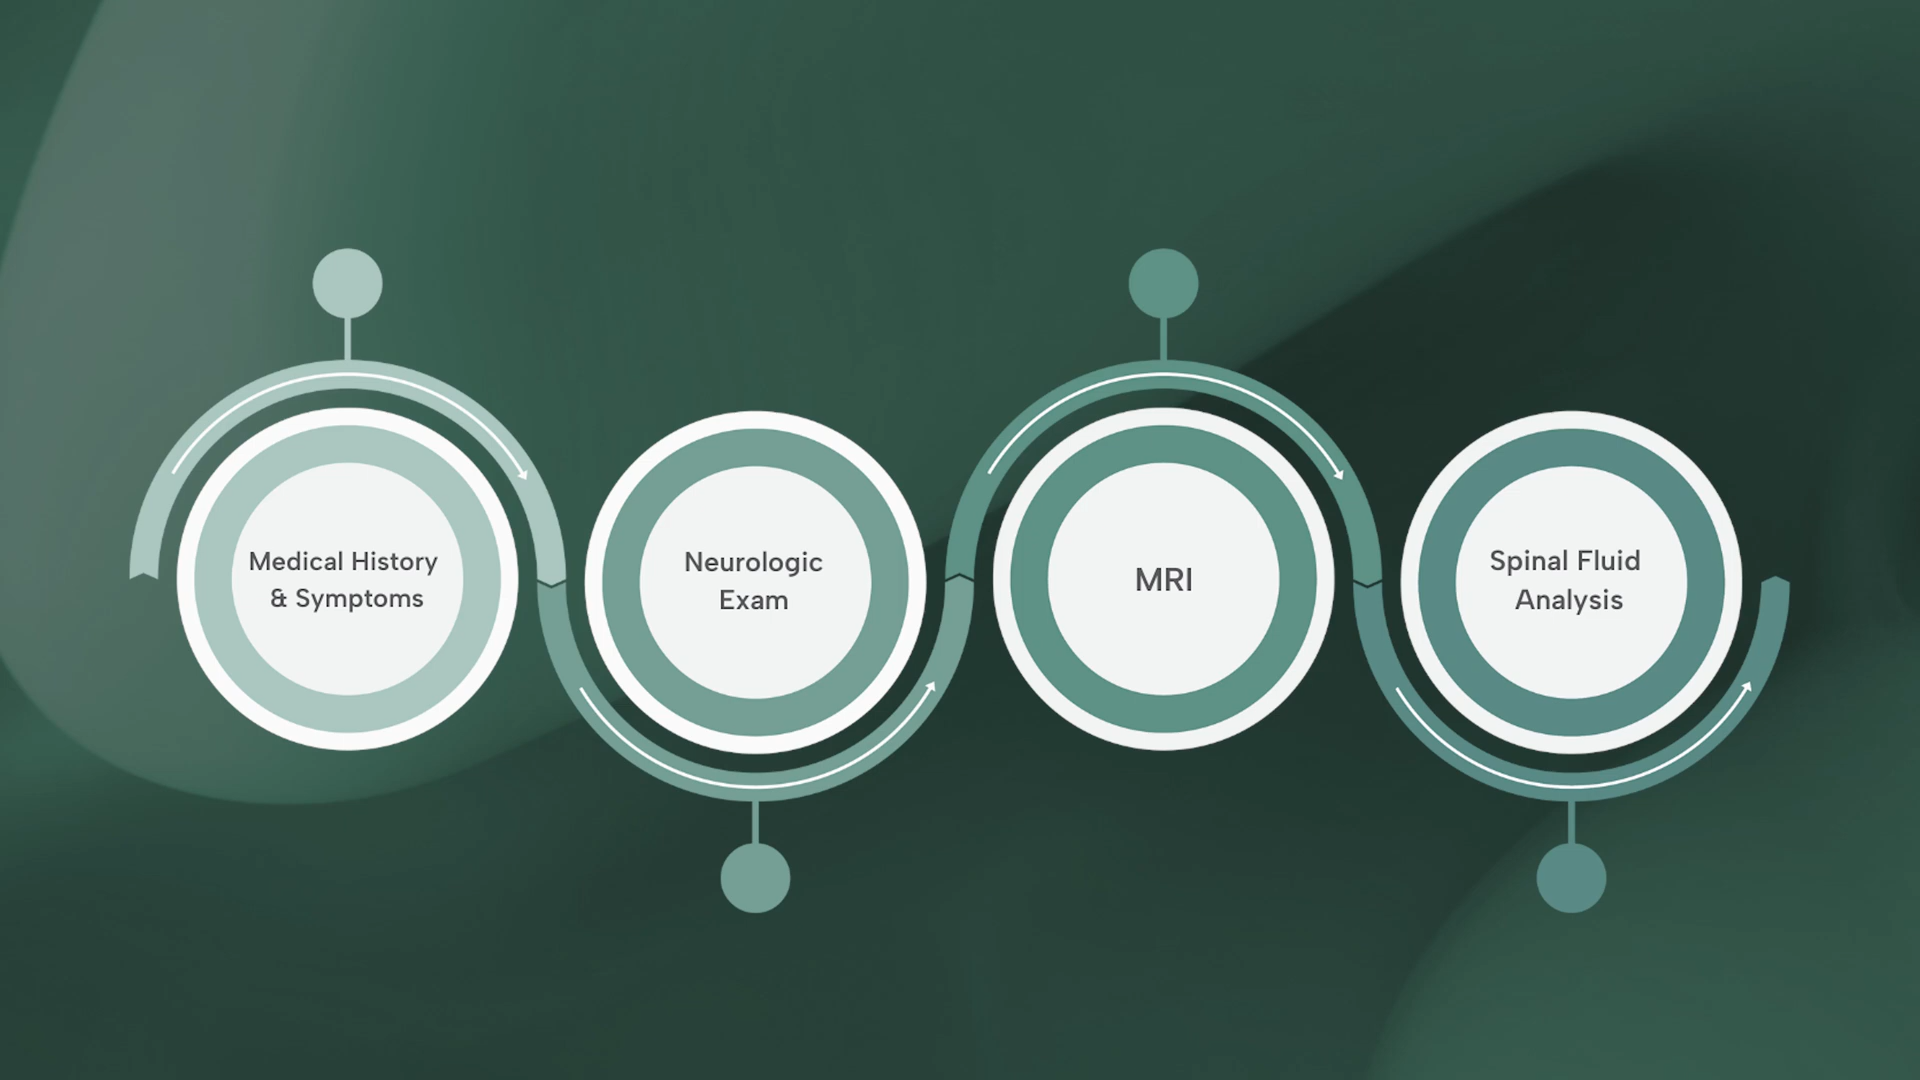 Medical History
& Symptoms
Neurologic
Exam
MRI
Spinal Fluid
Analysis